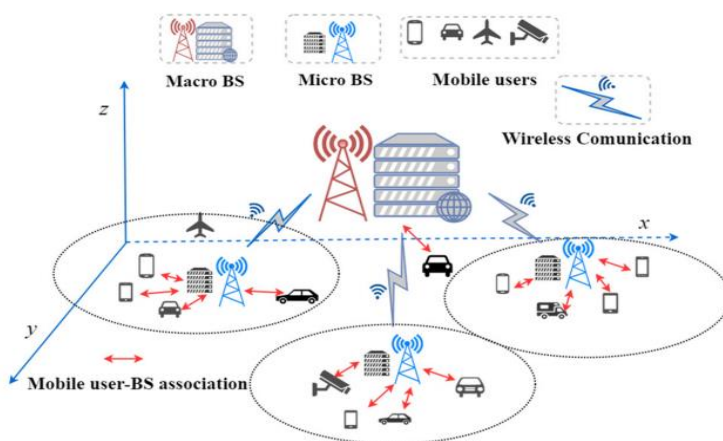 Macro BS
Micro BS
Mobile users
Wireless Comunication
z
x
y
Mobile user-BS association